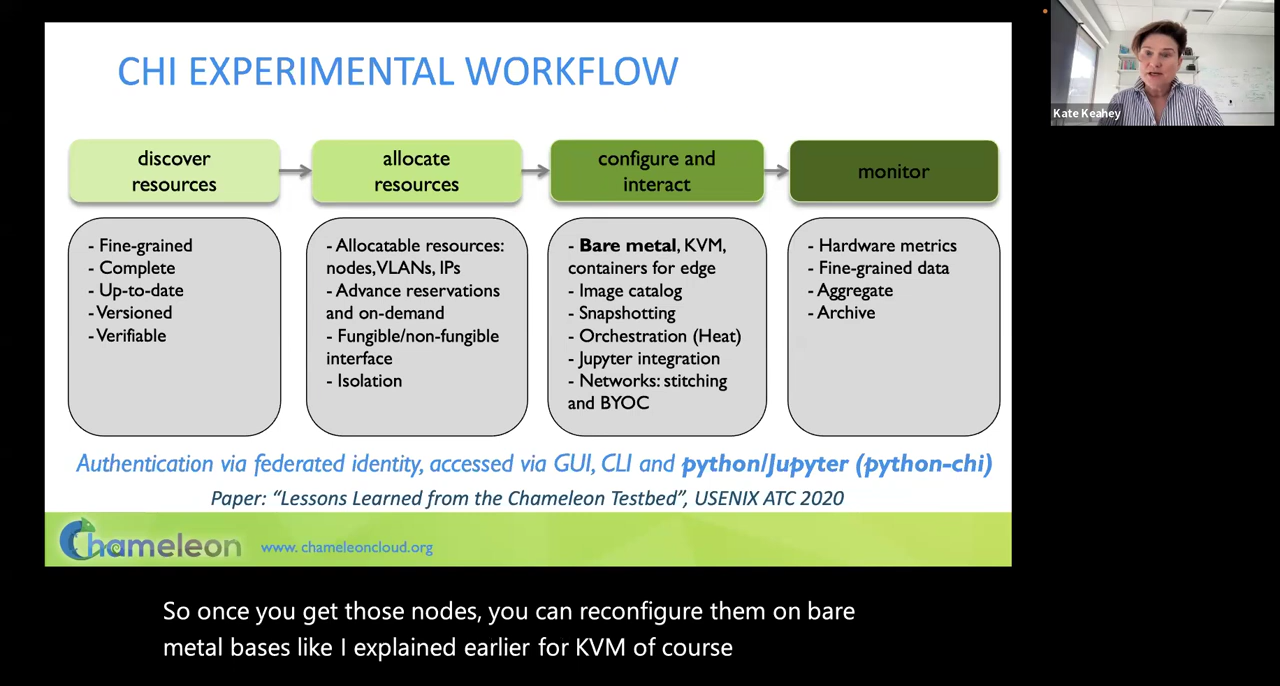 CHI EXPERIMENTAL WORKFLOW
Kate Keahey
discover
resources
allocate
resources
configure and
interact
monitor
- Fine-grained
- Complete
- Up-to-date
- Versioned
- Verifiable
- Allocatable resources:
nodes, VLANs, IPs
- Advance reservations
and on-demand
- Fungible/non-fungible
interface
- Isolation
- Bare metal, KVM,
containers for edge
- Image catalog
- Snapshotting
- Orchestration (Heat)
- Jupyter integration
- Networks: stitching
and BYOC
- Hardware metrics
- Fine-grained data
- Aggregate
- Archive
Authentication via federated identity, accessed via GUI, CLI and python/Jupyter (python-chi)
Paper: “Lessons Learned from the Chameleon Testbed”, USENIX ATC 2020
Chameleon
www. chameleoncloud.org
So once you get those nodes, you can reconfigure them on bare
metal bases like I explained earlier for KVM of course